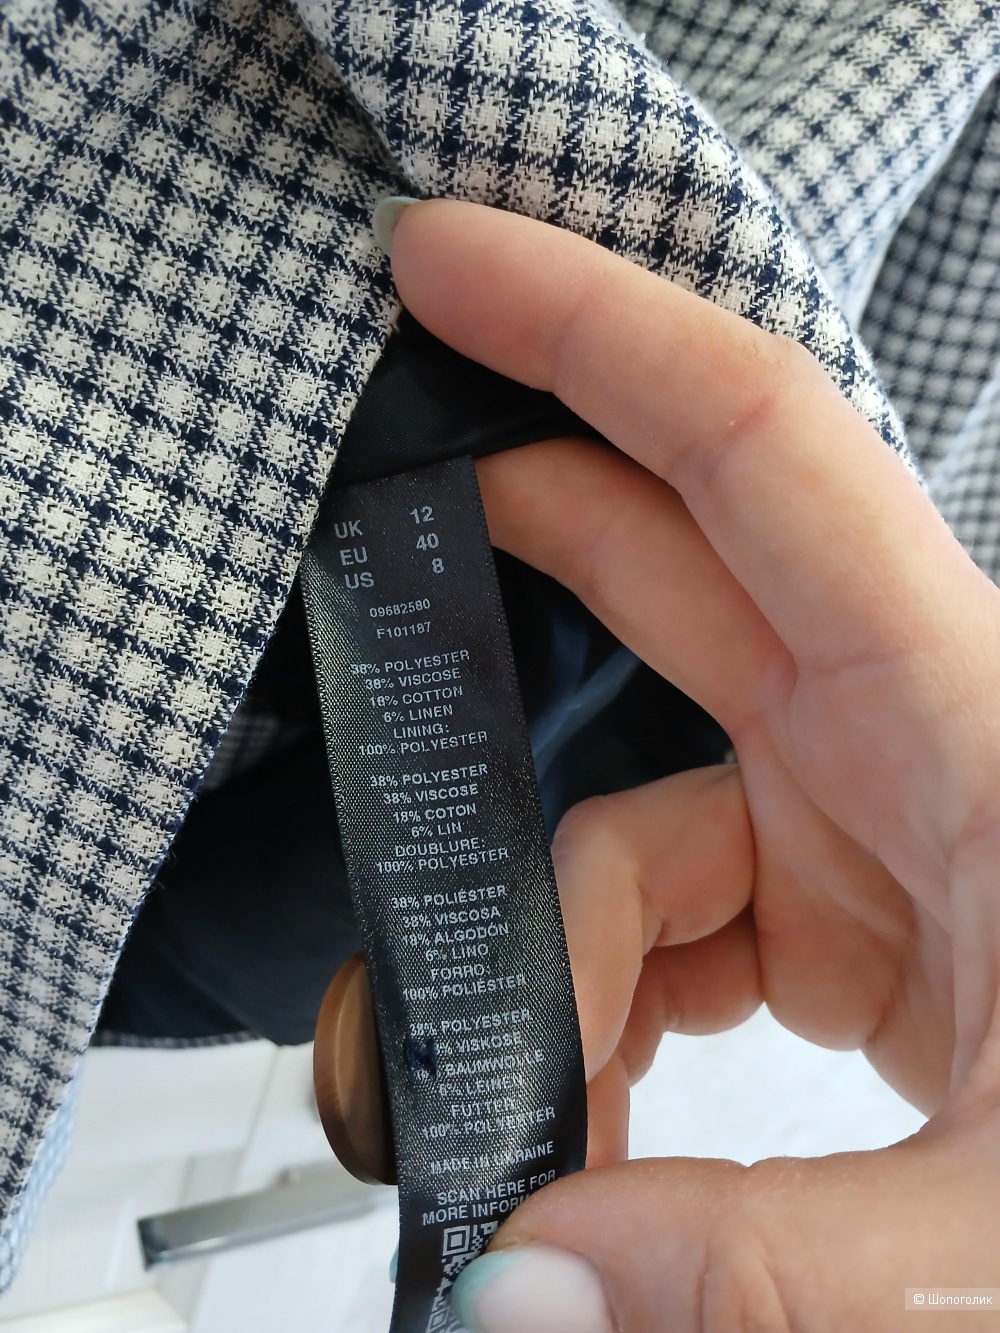 UK 12
EU 40
US 8
09682580
F101187
38% POLYESTER
38% VISCOSE
18% COTTON
6% LINEN
LINING:
100% POLYESTER
38% POLYESTER
38% VISCOSE
18% COTON
6% LIN
DOUBLURE:
100% POLYESTER
38% POLIÉSTER
38% VISCOSA
18% ALGODÓN
6% LINO
FORRO:
100% POLIÉSTER
38% POLYESTER
VISKOSE
BAUMWOLLE
6% LEINEN
100% POLYESTER
MADE IN UKRAINE
SCAN HERE FOR
MORE
© Шопоголик